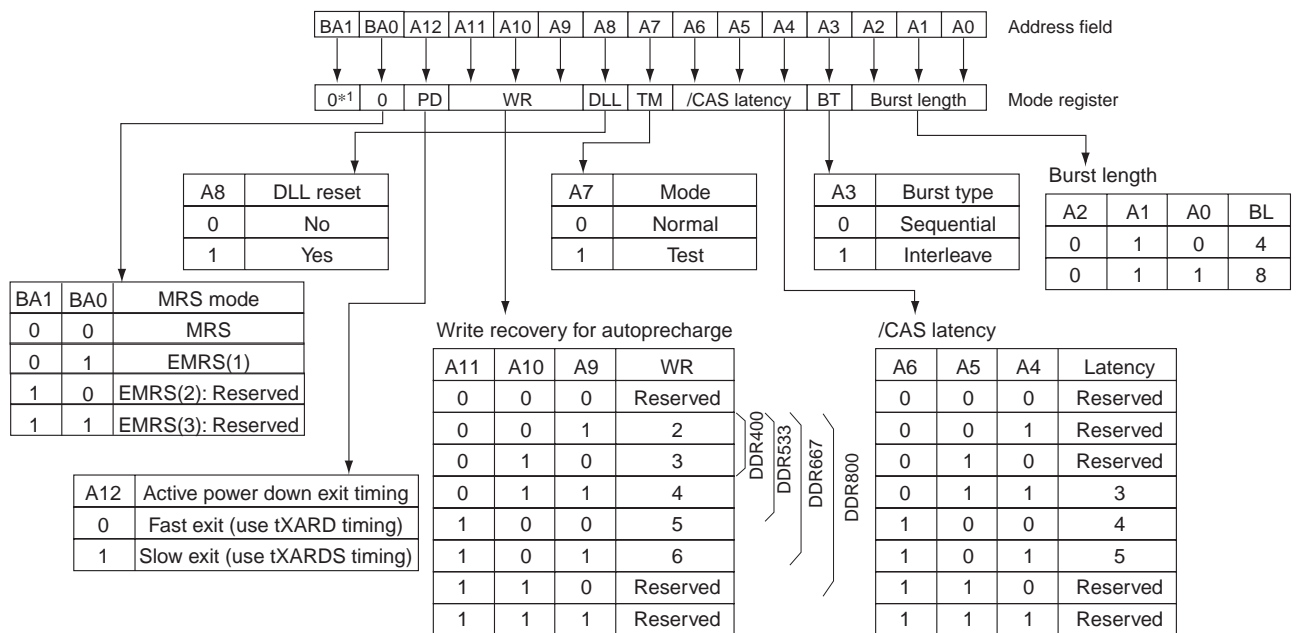 BA1 BA0 A12 A11 A10 A9 A8 A7 A6 A5 A4 A3 A2 A1 A0 Address field
0*1 0 PD WR DLL TM /CAS latency BT Burst length Mode register
A8 DLL reset
0 No
1 Yes
A7 Mode
0 Normal
1 Test
A3 Burst type
0 Sequential
1 Interleave
Burst length
A2 A1 A0 BL
0 1 0 4
0 1 1 8
BA1 BA0 MRS mode
0 0 MRS
0 1 EMRS(1)
1 0 EMRS(2): Reserved
1 1 EMRS(3): Reserved
A12 Active power down exit timing
0 Fast exit (use tXARD timing)
1 Slow exit (use tXARDS timing)
Write recovery for autoprecharge
A11 A10 A9 WR
0 0 0 Reserved
0 0 1 2
0 1 0 3
0 1 1 4
1 0 0 5
1 0 1 6
1 1 0 Reserved
1 1 1 Reserved
DDR400
DDR533
DDR667
DDR800
/CAS latency
A6 A5 A4 Latency
0 0 0 Reserved
0 0 1 Reserved
0 1 0 Reserved
0 1 1 3
1 0 0 4
1 0 1 5
1 1 0 Reserved
1 1 1 Reserved